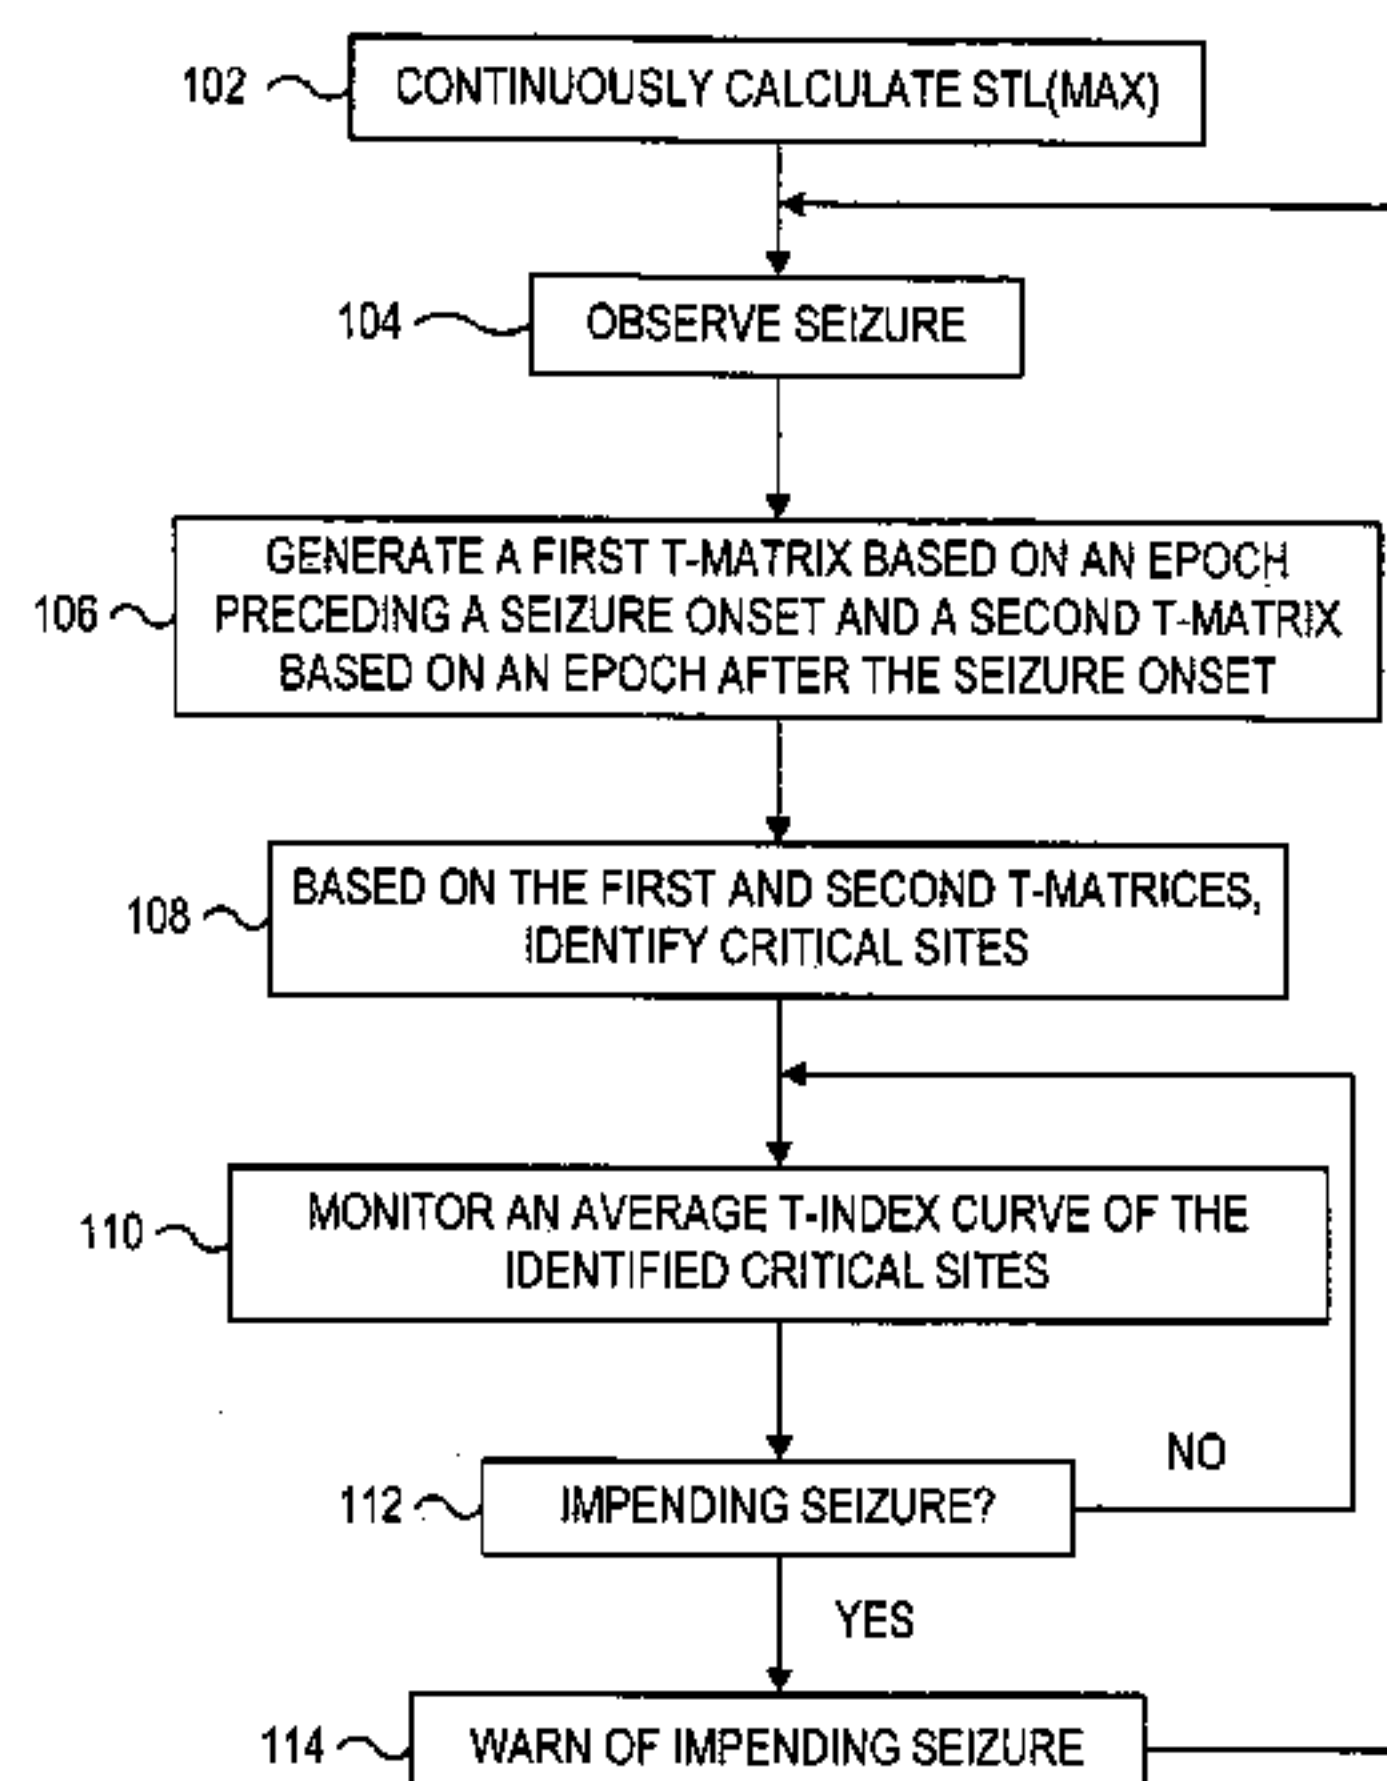 102 CONTINUOUSLY CALCULATE STL(MAX)
104 OBSERVE SEIZURE
GENERATE A FIRST T-MATRIX BASED ON AN EPOCH
106 PRECEDING A SEIZURE ONSET AND A SECOND T-MATRIX
BASED ON AN EPOCH AFTER THE SEIZURE ONSET
108 BASED ON THE FIRST AND SECOND T-MATRICES,
IDENTIFY CRITICAL SITES
110 MONITOR AN AVERAGE T-INDEX CURVE OF THE
IDENTIFIED CRITICAL SITES
NO
112 IMPENDING SEIZURE?
YES
114 WARN OF IMPENDING SEIZURE